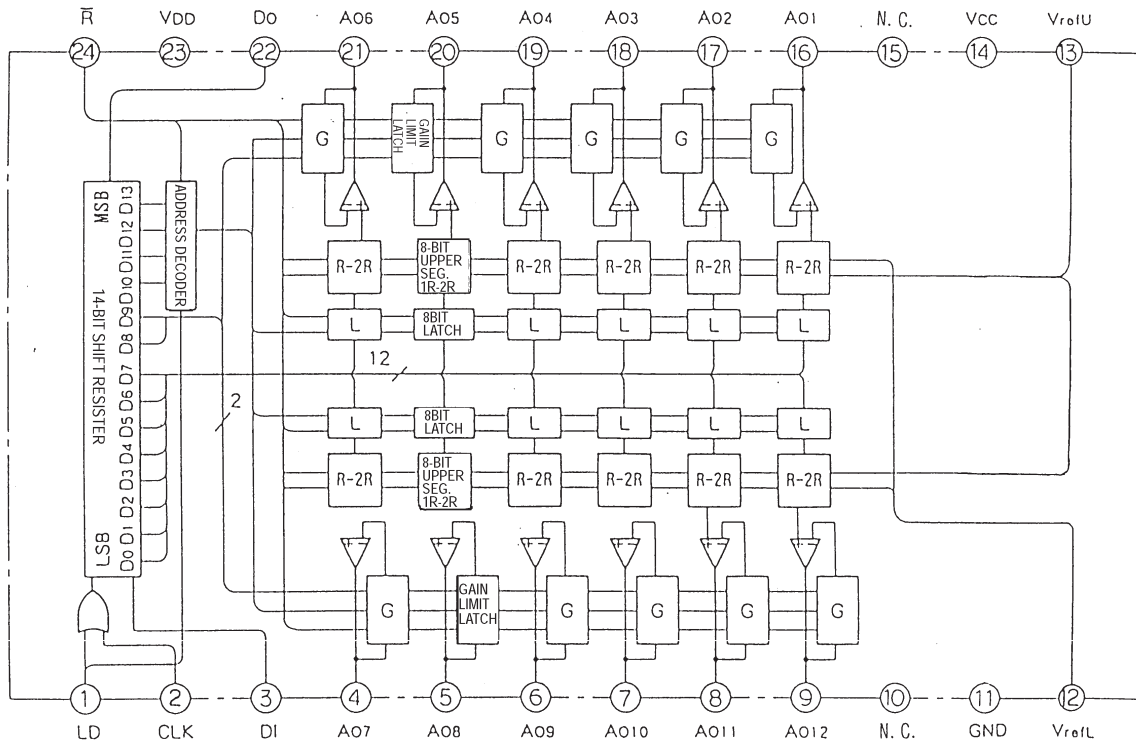 R VDD DO AO6 AO5 AO4 AO3 AO2 AO1 N.C. VCC VrefU
24 23 22 21 20 19 18 17 16 15 14 13
G GAIN LIMIT LATCH G G G G
MSB
14-BIT SHIFT RESISTER
LSB
D13
D12
D11
D10
D9
D8
D7
D6
D5
D4
D3
D2
D1
D0
ADDRESS DECODER
R-2R
8-BIT
UPPER
SEG.
1R-2R
R-2R R-2R R-2R R-2R
L
8BIT
LATCH
L L L L
12
2
L
8BIT
LATCH
L L L L
R-2R
8-BIT
UPPER
SEG.
1R-2R
R-2R R-2R R-2R R-2R
G
GAIN
LIMIT
LATCH
G G G G
1 2 3 4 5 6 7 8 9 10 11 12
LD CLK DI AO7 AO8 AO9 AO10 AO11 AO12 N.C. GND VrefL